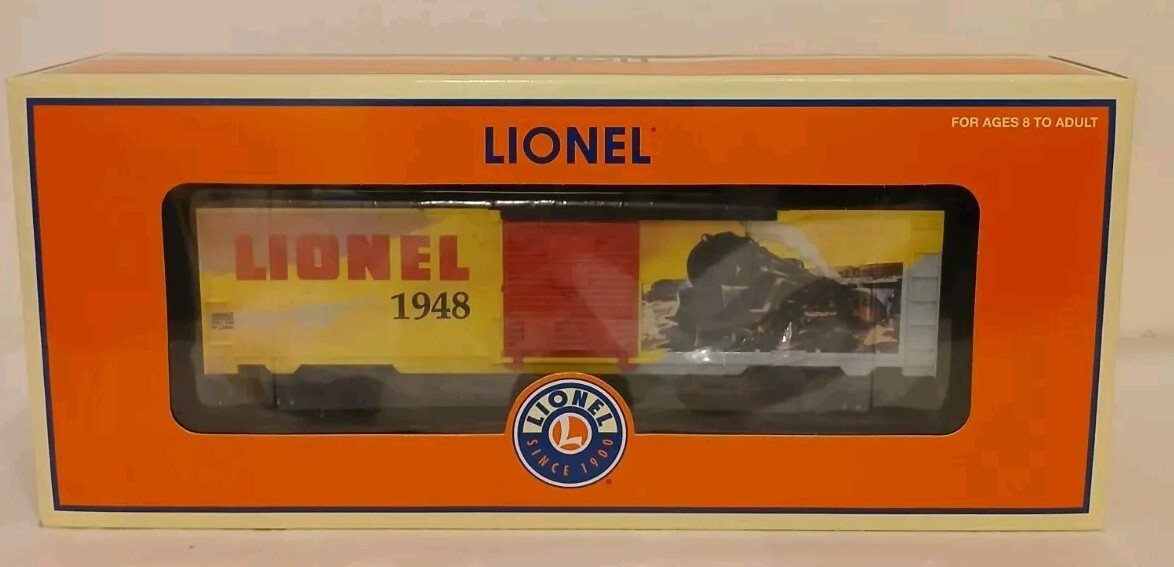 LIONEL
FOR AGES 8 TO ADULT
LIONEL
1948
LIONEL
L
SINCE 1900